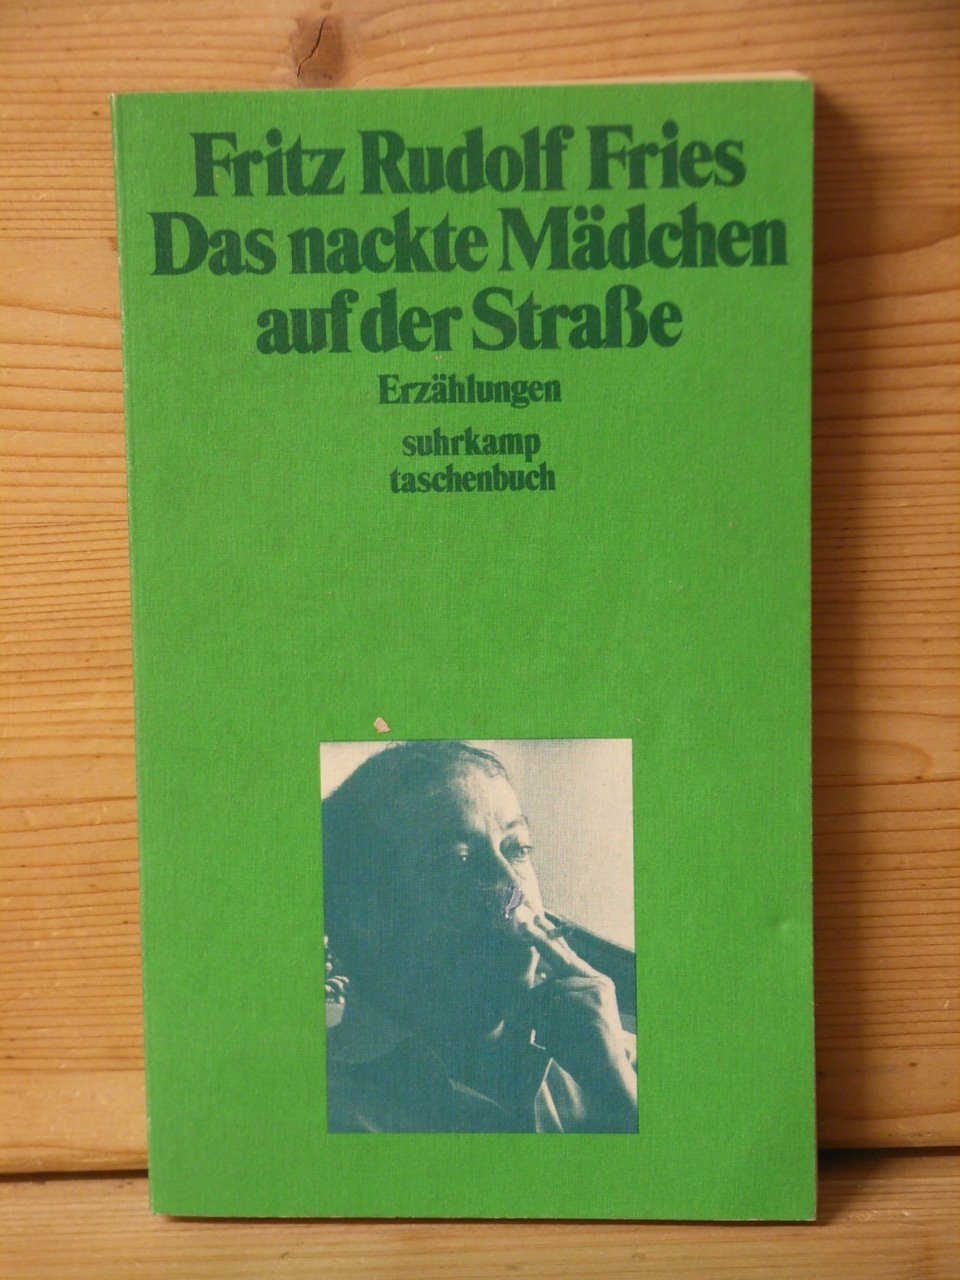 Fritz Rudolf Fries
Das nackte Mädchen
auf der Straße
Erzählungen
suhrkamp
taschenbuch